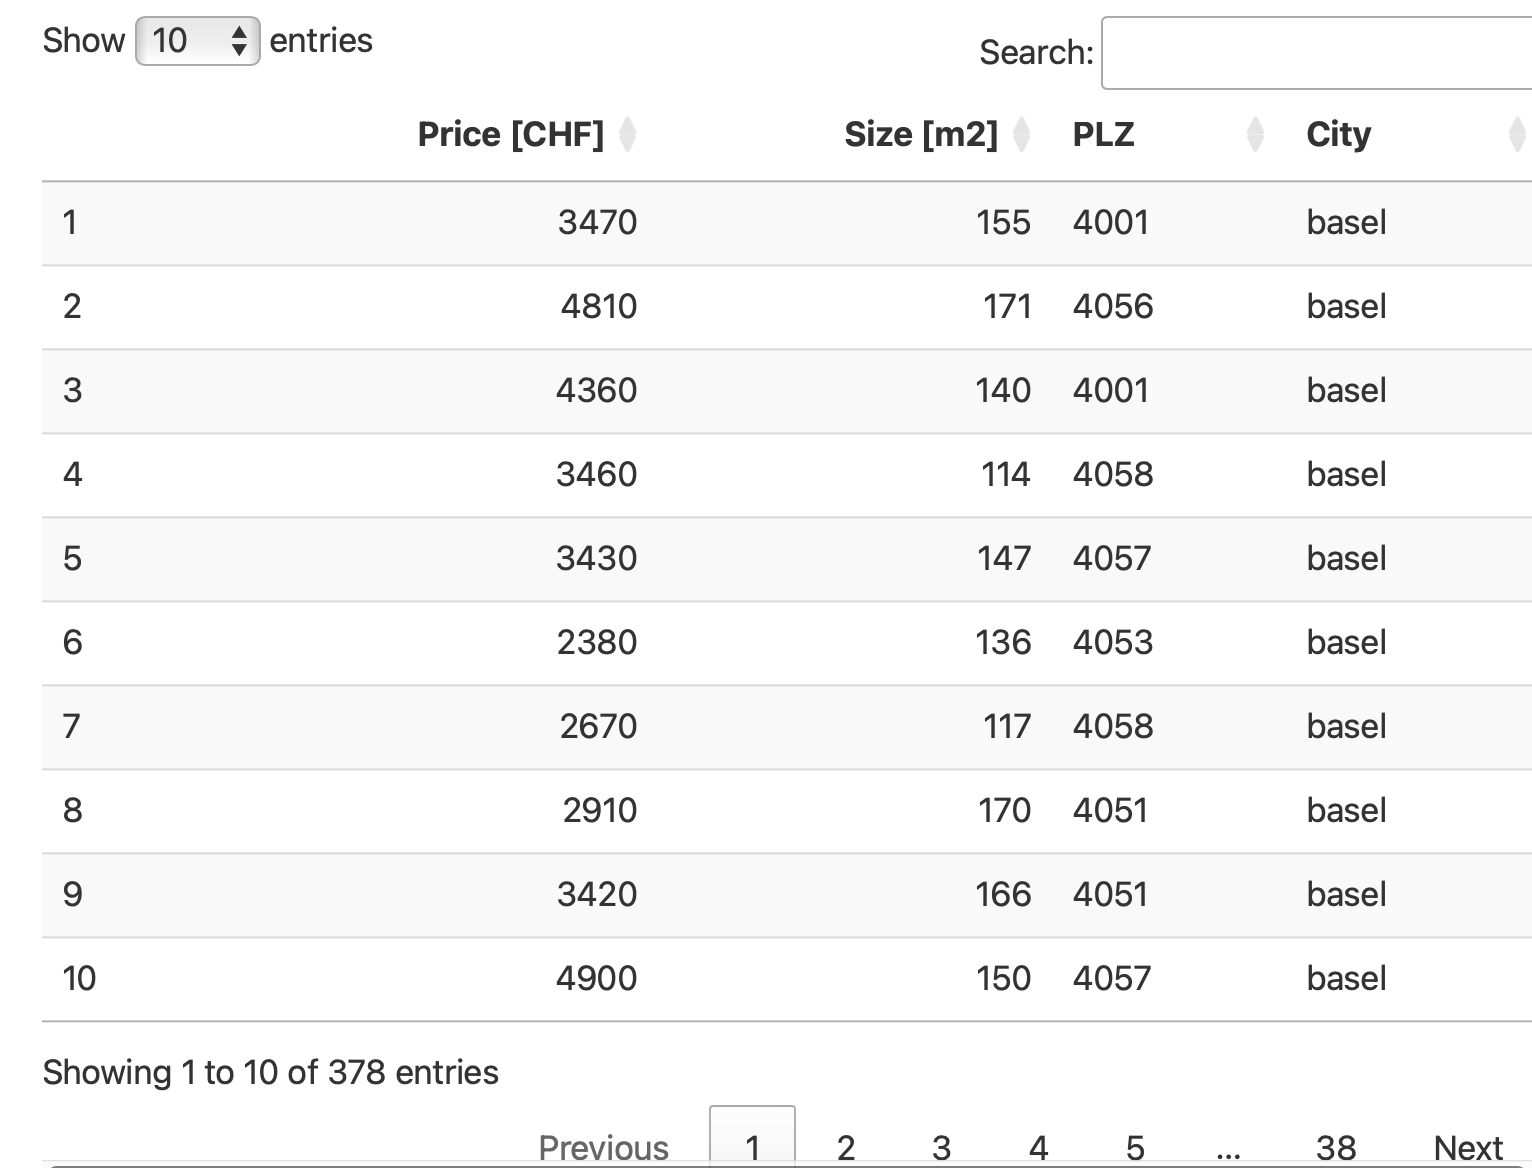 Show 10 entries
Search:
Price [CHF] Size [m2] PLZ City
1 3470 155 4001 basel
2 4810 171 4056 basel
3 4360 140 4001 basel
4 3460 114 4058 basel
5 3430 147 4057 basel
6 2380 136 4053 basel
7 2670 117 4058 basel
8 2910 170 4051 basel
9 3420 166 4051 basel
10 4900 150 4057 basel
Showing 1 to 10 of 378 entries
Previous 1 2 3 4 5 ... 38 Next